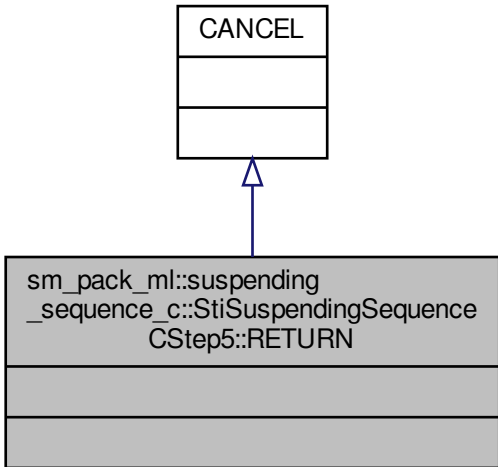 CANCEL
sm_pack_ml::suspending
_sequence_c::StiSuspendingSequence
CStep5::RETURN